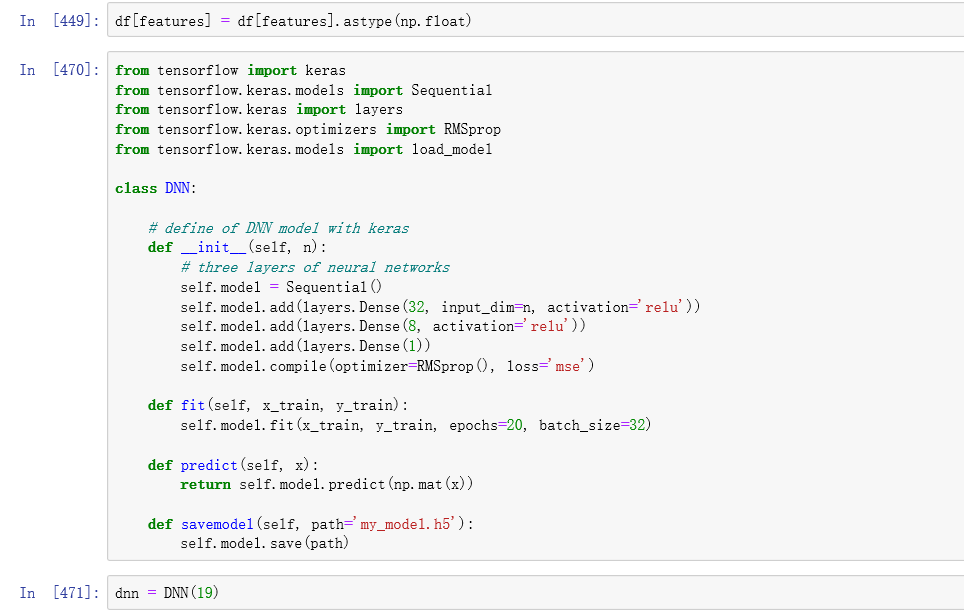 In [449]: df[features] = df[features].astype(np.float)
In [470]: from tensorflow import keras
from tensorflow.keras.models import Sequential
from tensorflow.keras import layers
from tensorflow.keras.optimizers import RMSprop
from tensorflow.keras.models import load_model
class DNN:
# define of DNN model with keras
def __init__(self, n):
# three layers of neural networks
self.model = Sequential()
self.model.add(layers.Dense(32, input_dim=n, activation='relu'))
self.model.add(layers.Dense(8, activation='relu'))
self.model.add(layers.Dense(1))
self.model.compile(optimizer=RMSprop(), loss='mse')
def fit(self, x_train, y_train):
self.model.fit(x_train, y_train, epochs=20, batch_size=32)
def predict(self, x):
return self.model.predict(np.mat(x))
def savemodel(self, path='my_model.h5'):
self.model.save(path)
In [471]: dnn = DNN(19)